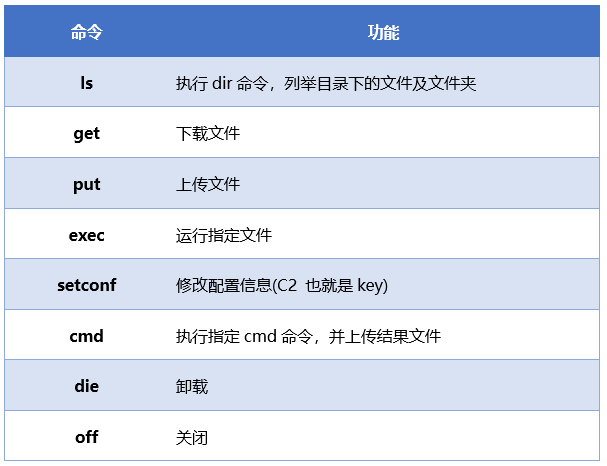 命令 功能
ls 执行 dir 命令，列举目录下的文件及文件夹
get 下载文件
put 上传文件
exec 运行指定文件
setconf 修改配置信息(C2 也就是 key)
cmd 执行指定 cmd 命令，并上传结果文件
die 卸载
off 关闭